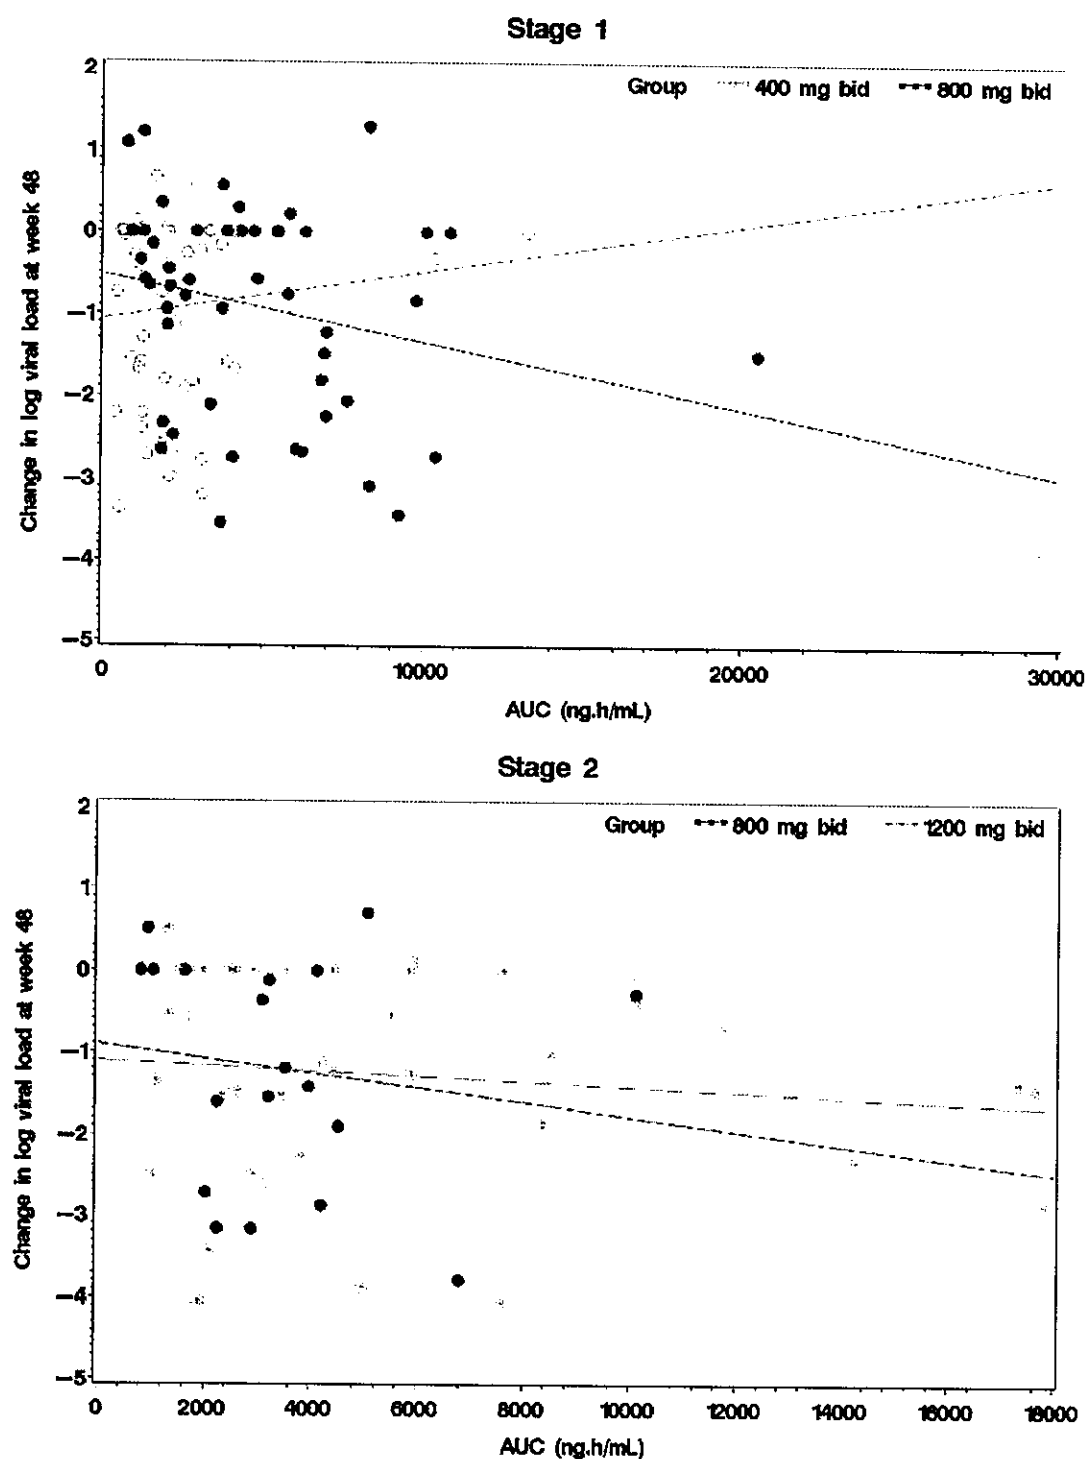 Stage 1
Group 400 mg bid 800 mg bid
Change in log viral load at week 48
2
1
0
−1
−2
−3
−4
−5
0 10000 20000 30000
AUC (ng.h/mL)
Stage 2
Group 800 mg bid 1200 mg bid
Change in log viral load at week 48
2
1
0
−1
−2
−3
−4
−5
0 2000 4000 6000 8000 10000 12000 14000 16000 18000
AUC (ng.h/mL)